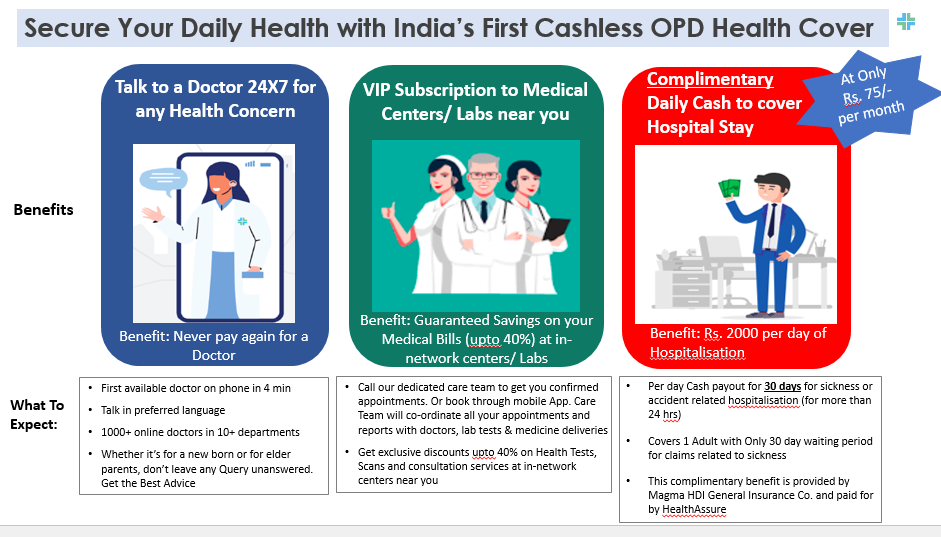 Secure Your Daily Health with India's First Cashless OPD Health Cover
Talk to a Doctor 24X7 for
any Health Concern
VIP Subscription to Medical
Centers/ Labs near you
Complimentary
Daily Cash to cover
Hospital Stay
At Only
Rs. 75/-
per month
Benefits
Benefit: Never pay again for a
Doctor
Benefit: Guaranteed Savings on your
Medical Bills (upto 40%) at in-
network centers/ Labs
Benefit: Rs. 2000 per day of
Hospitalisation
What To
Expect:
• First available doctor on phone in 4 min
• Talk in preferred language
• 1000+ online doctors in 10+ departments
• Whether it's for a new born or for elder
parents, don't leave any Query unanswered.
Get the Best Advice
• Call our dedicated care team to get you confirmed
appointments. Or book through mobile App. Care
Team will co-ordinate all your appointments and
reports with doctors, lab tests & medicine deliveries
• Get exclusive discounts upto 40% on Health Tests,
Scans and consultation services at in-network
centers near you
• Per day Cash payout for 30 days for sickness or
accident related hospitalisation (for more than
24 hrs)
• Covers 1 Adult with Only 30 day waiting period
for claims related to sickness
• This complimentary benefit is provided by
Magma HDI General Insurance Co. and paid for
by HealthAssure